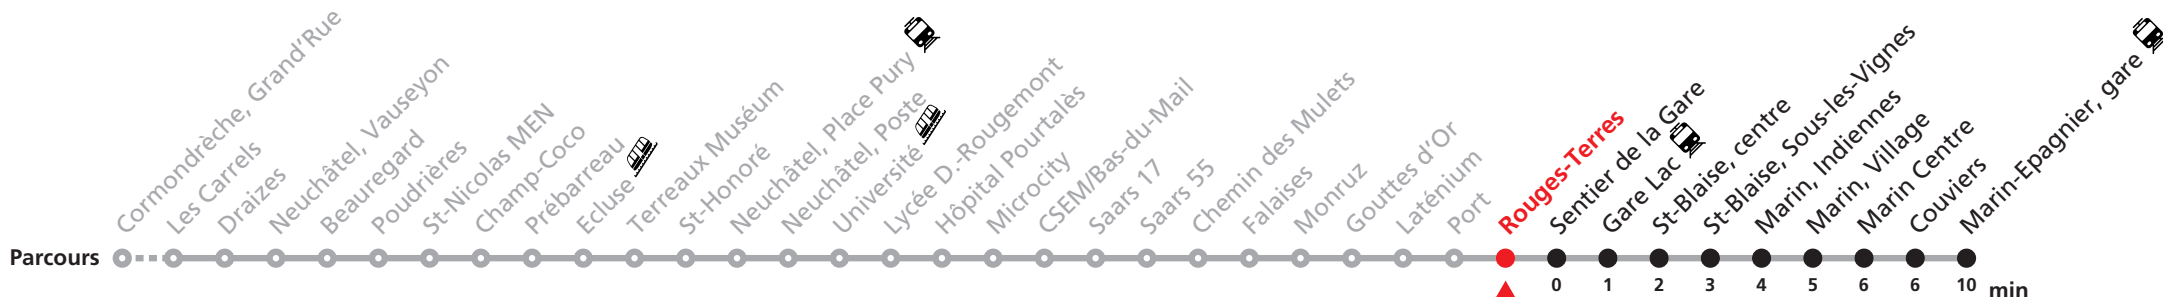 Cormondrèche, Grand'Rue
Les Carrels
Draizes
Neuchâtel, Vauseyon
Beauregard
Poudrières
St-Nicolas MEN
Champ-Coco
Prébarreau
Ecluse
Terreaux Muséum
St-Honoré
Neuchâtel, Place Pury
Neuchâtel, Poste
Université
Lycée D.-Rougemont
Hôpital Pourtalès
Microcity
CSEM/Bas-du-Mail
Saars 17
Saars 55
Chemin des Mulets
Falaises
Monruz
Gouttes d'Or
Laténium
Port
Rouges-Terres
Sentier de la Gare
Gare Lac
St-Blaise, centre
St-Blaise, Sous-les-Vignes
Marin, Indiennes
Marin, Village
Marin Centre
Couviers
Marin-Epagnier, gare
Parcours
0 1 2 3 4 5 6 6 10 min